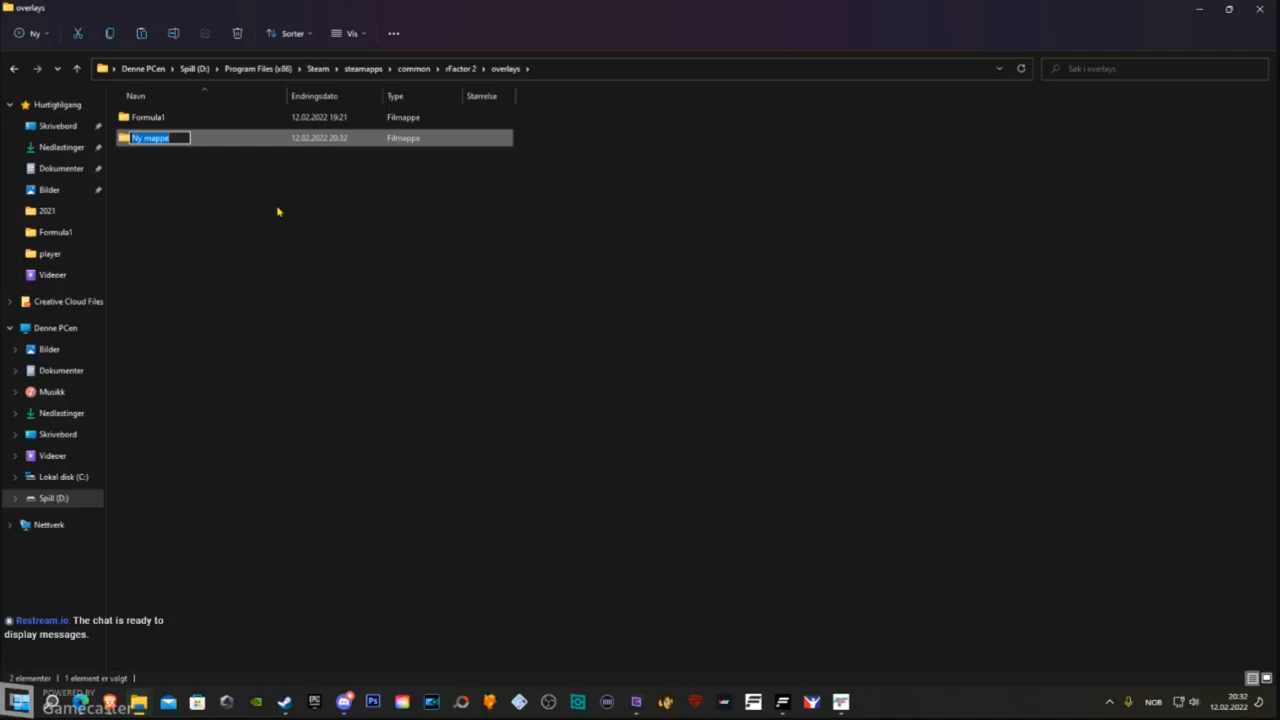 overlays
Ny
Sorter
Vis
Denne PCen Spill (D:) Program Files (x86) Steam steamapps common rFactor 2 overlays
Søk i overlays
Navn Endringsdato Type Størrelse
Formula1 12.02.2022 19:21 Filmappe
Ny mappe 12.02.2022 20:32 Filmappe
Hurtigtilgang
Skrivebord
Nedlastinger
Dokumenter
Bilder
2021
Formula1
player
Videoer
Creative Cloud Files
Denne PCen
Bilder
Dokumenter
Musikk
Nedlastinger
Skrivebord
Videoer
Lokal disk (C:)
Spill (D:)
Nettverk
Restream.io The chat is ready to
display messages.
2 elementer 1 element er valgt
POWERED BY
Gamecaster
EPIC
Ps
NOB
20:32
12.02.2022